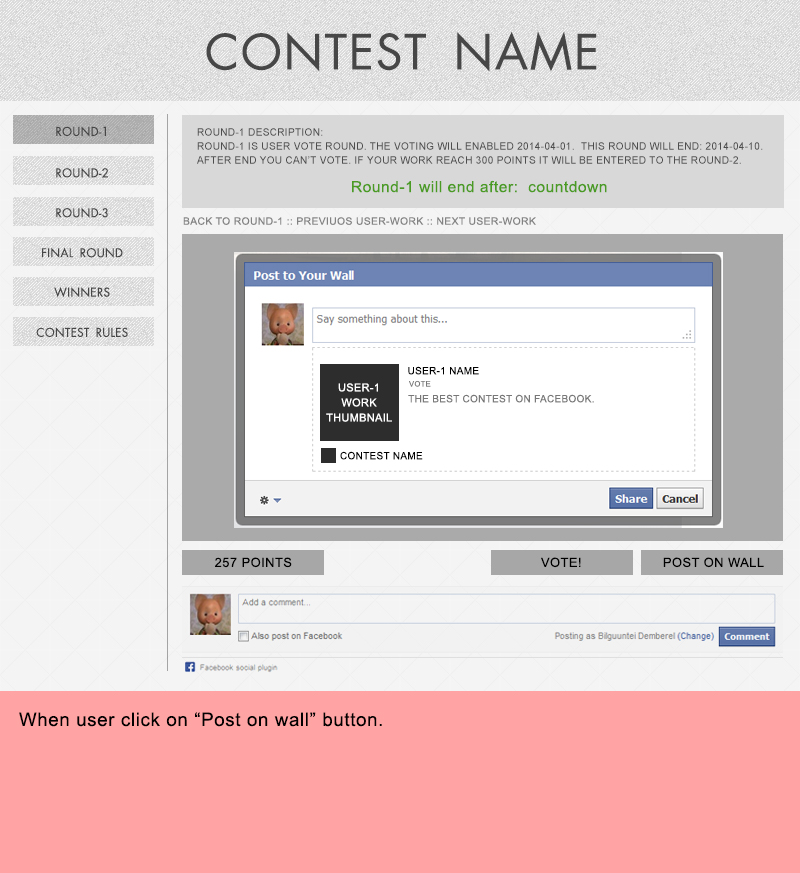 CONTEST NAME
ROUND-1
ROUND-2
ROUND-3
FINAL ROUND
WINNERS
CONTEST RULES
ROUND-1 DESCRIPTION:
ROUND-1 IS USER VOTE ROUND. THE VOTING WILL ENABLED 2014-04-01. THIS ROUND WILL END: 2014-04-10.
AFTER END YOU CAN'T VOTE. IF YOUR WORK REACH 300 POINTS IT WILL BE ENTERED TO THE ROUND-2.
Round-1 will end after: countdown
BACK TO ROUND-1 :: PREVIUOS USER-WORK :: NEXT USER-WORK
Post to Your Wall
Say something about this...
USER-1
WORK
THUMBNAIL
USER-1 NAME
VOTE
THE BEST CONTEST ON FACEBOOK.
CONTEST NAME
Share Cancel
257 POINTS VOTE! POST ON WALL
Add a comment...
Also post on Facebook Posting as Bilguuntei Demberel (Change) Comment
Facebook social plugin
When user click on “Post on wall” button.